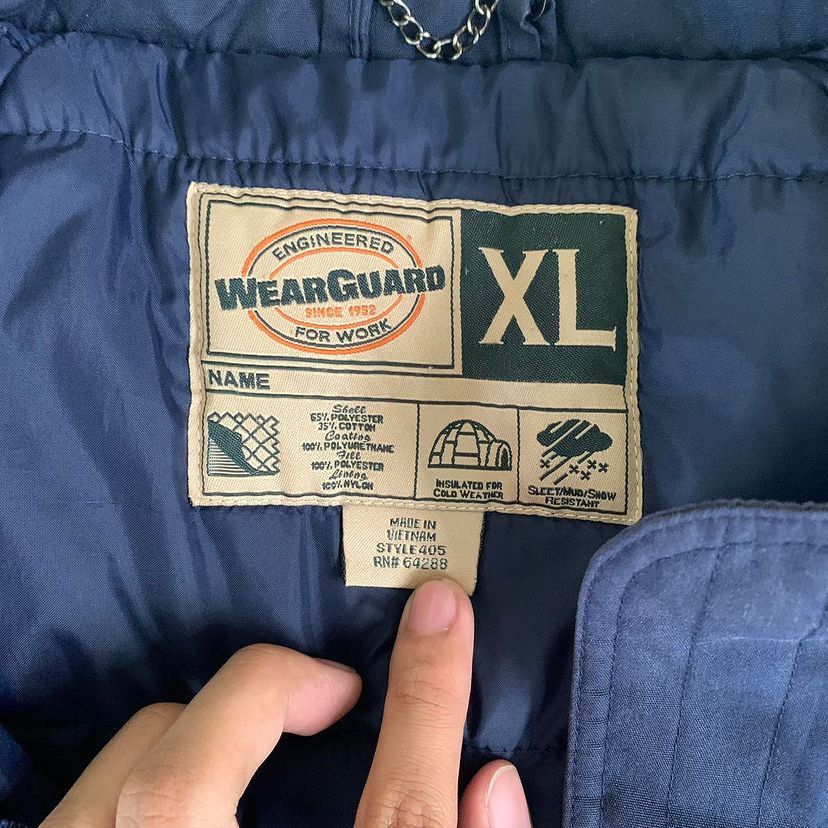 ENGINEERED
WEARGUARD
SINCE 1952
FOR WORK
XL
NAME
Shell
65% POLYESTER
35% COTTON
Coating
100% POLYURETHANE
Fill
100% POLYESTER
Lining
100% NYLON
INSULATED FOR
COLD WEATHER
SLEET/MUD/SNOW
RESISTANT
MADE IN
VIETNAM
STYLE 405
RN# 64288